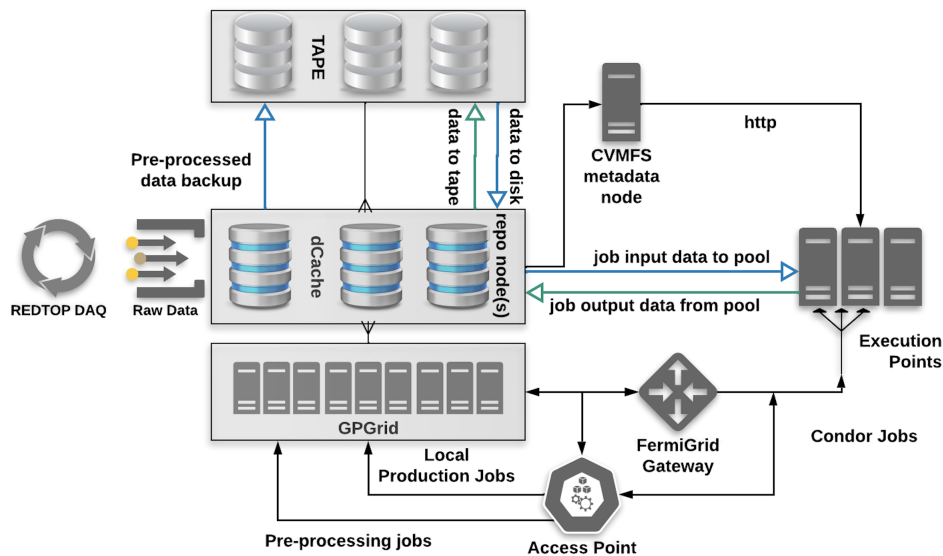 TAPE
Pre-processed
data backup
data to tape
data to disk
http
CVMFS
metadata
node
dCache
repo node(s)
REDTOP DAQ
Raw Data
job input data to pool
job output data from pool
Execution
Points
GPGrid
Local
Production Jobs
FermiGrid
Gateway
Condor Jobs
Pre-processing jobs
Access Point